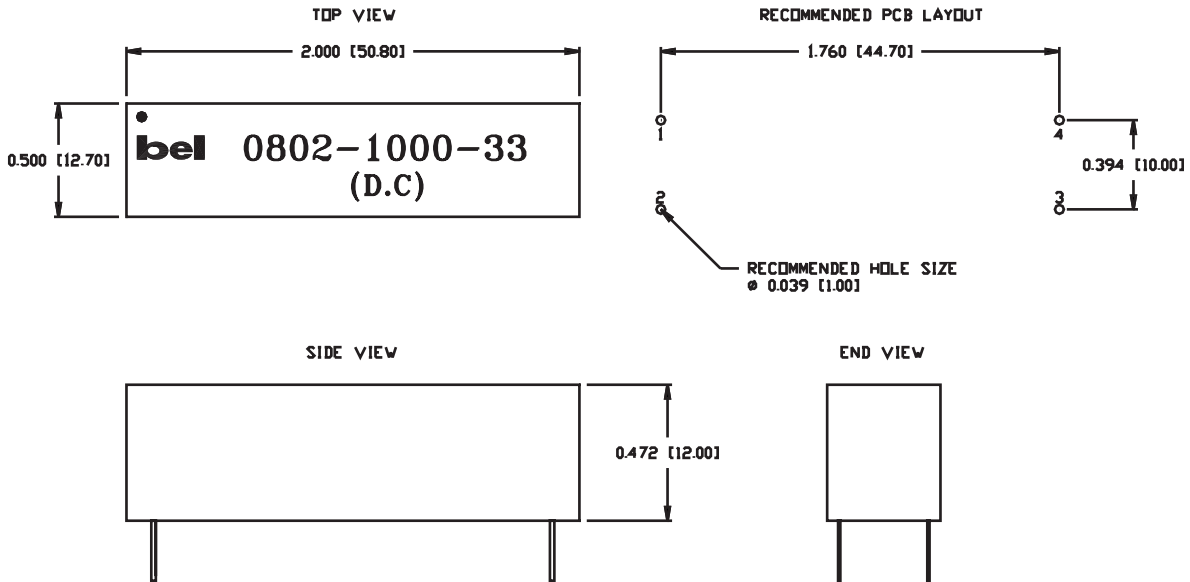 TOP VIEW
2.000 [50.80]
0.500 [12.70]
bel 0802-1000-33
(D.C)
RECOMMENDED PCB LAYOUT
1.760 [44.70]
1
4
0.394 [10.00]
2
3
RECOMMENDED HOLE SIZE
ø 0.039 [1.00]
SIDE VIEW
0.472 [12.00]
END VIEW